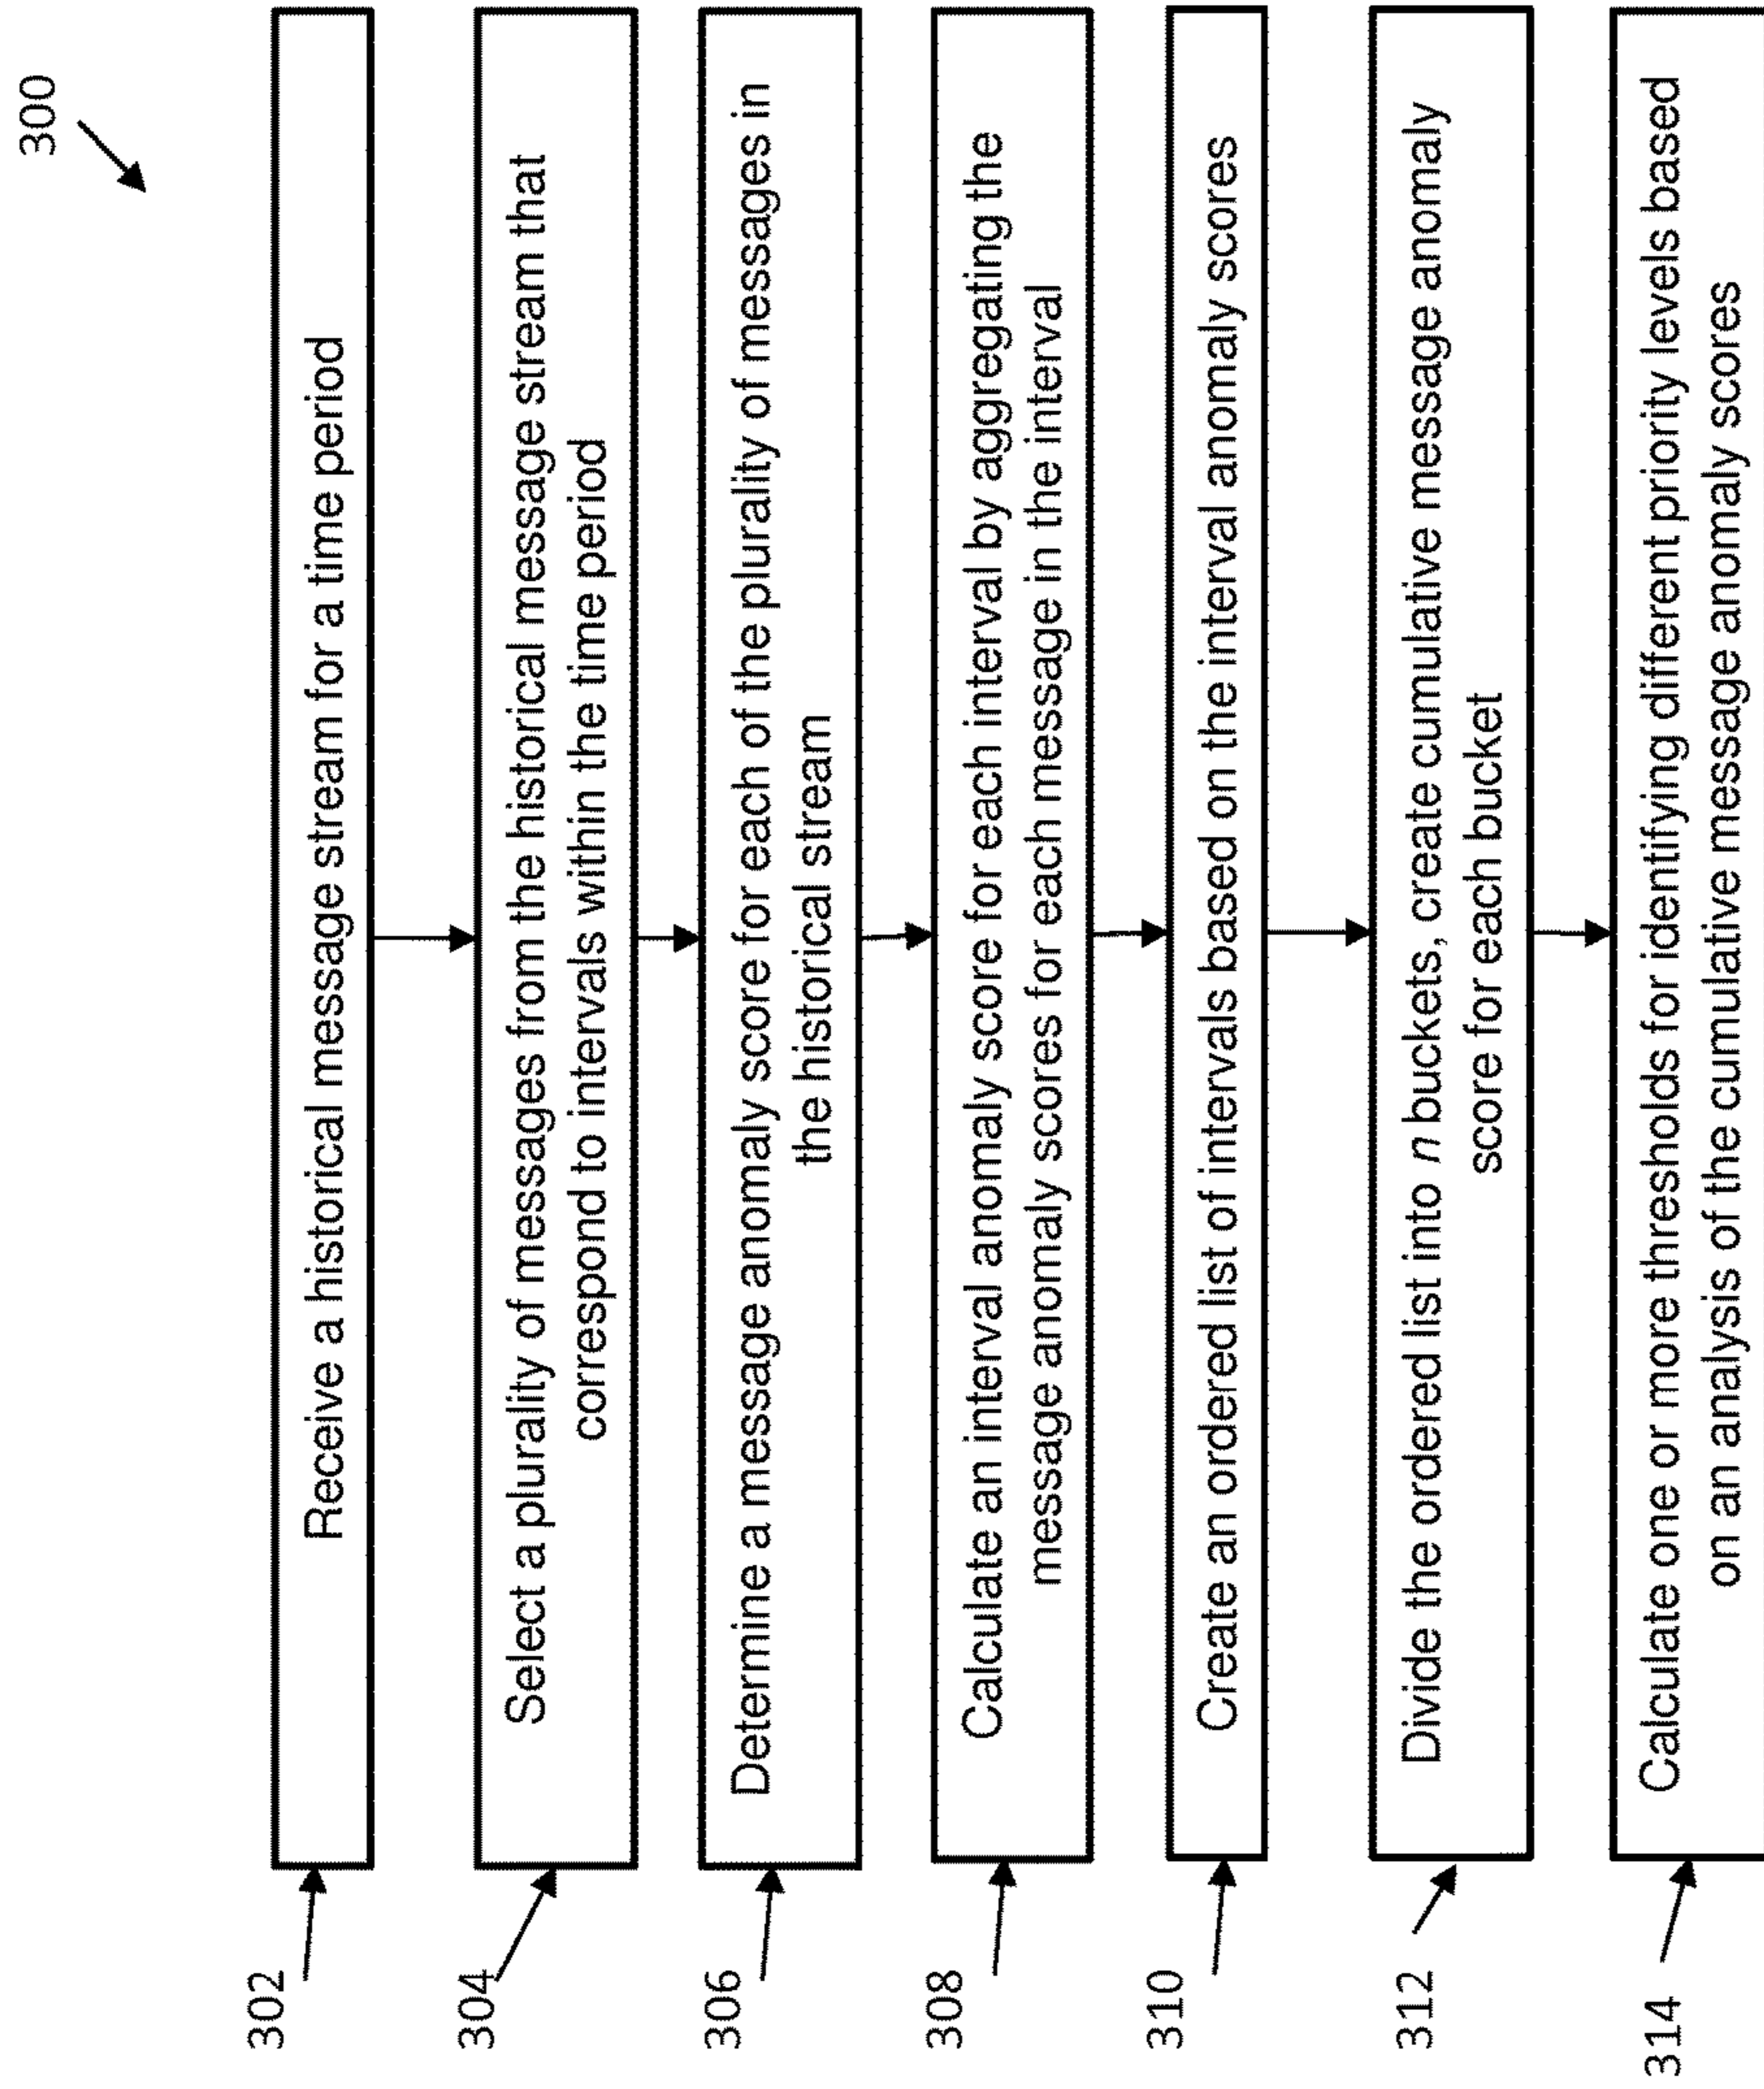 300
302
Receive a historical message stream for a time period
304
Select a plurality of messages from the historical message stream that
correspond to intervals within the time period
306
Determine a message anomaly score for each of the plurality of messages in
the historical stream
308
Calculate an interval anomaly score for each interval by aggregating the
message anomaly scores for each message in the interval
310
Create an ordered list of intervals based on the interval anomaly scores
312
Divide the ordered list into n buckets, create cumulative message anomaly
score for each bucket
314
Calculate one or more thresholds for identifying different priority levels based
on an analysis of the cumulative message anomaly scores